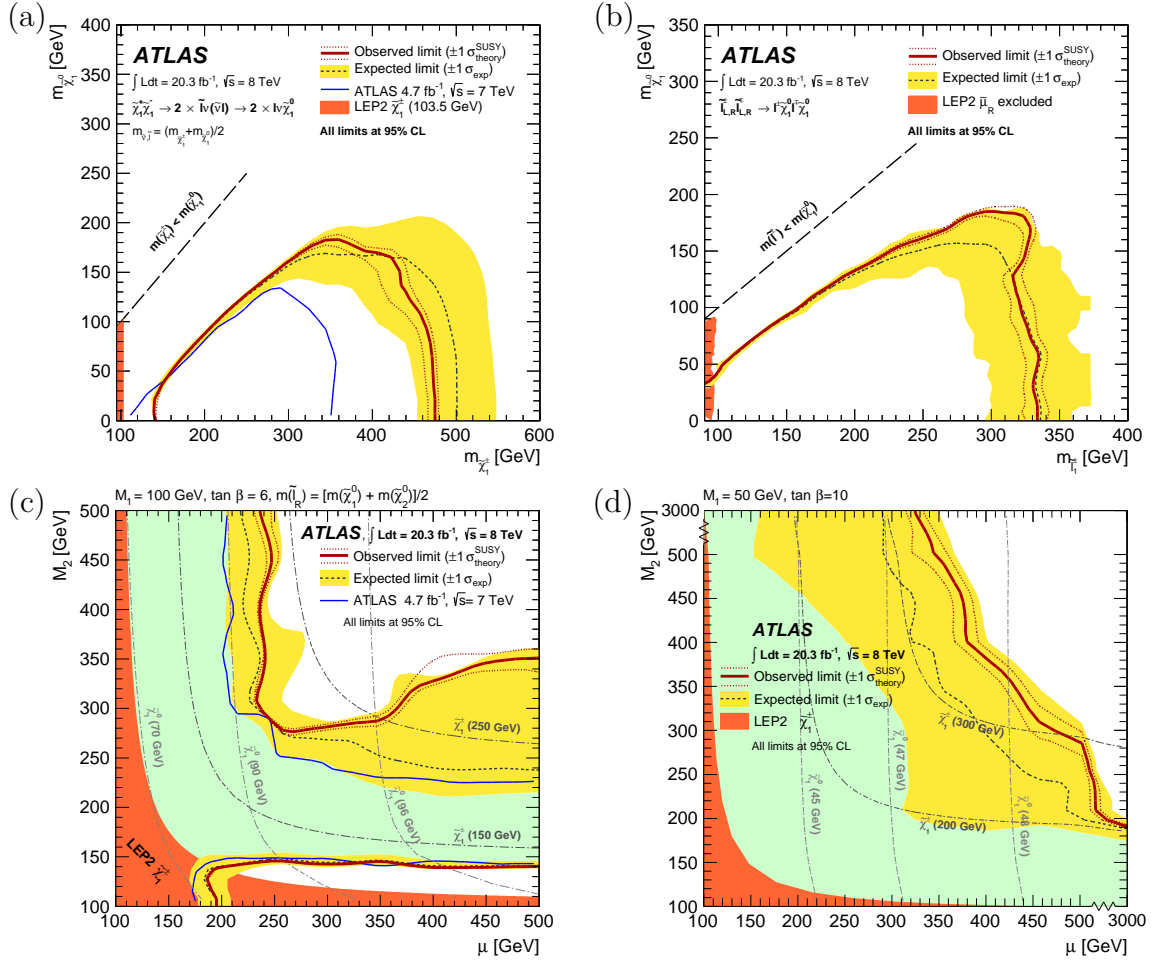 (a)
m_χ̃₁⁰ [GeV]
400
350
300
250
200
150
100
50
0
ATLAS
∫ Ldt = 20.3 fb⁻¹, √s = 8 TeV
χ̃₁⁺χ̃₁⁻ → 2 × l̃ν(ν̃l) → 2 × lνχ̃₁⁰
m_ν̃,l̃ = (m_χ̃₁± + m_χ̃₁⁰)/2
Observed limit (±1 σ_theory^SUSY)
Expected limit (±1 σ_exp)
ATLAS 4.7 fb⁻¹, √s = 7 TeV
LEP2 χ̃₁± (103.5 GeV)
All limits at 95% CL
m(χ̃₁±) < m(χ̃₁⁰)
100 200 300 400 500 600
m_χ̃₁± [GeV]
(b)
m_χ̃₁⁰ [GeV]
350
300
250
200
150
100
50
0
ATLAS
∫ Ldt = 20.3 fb⁻¹, √s = 8 TeV
l̃±_L,R l̃∓_L,R → l±χ̃₁⁰l∓χ̃₁⁰
Observed limit (±1 σ_theory^SUSY)
Expected limit (±1 σ_exp)
LEP2 μ̃_R excluded
All limits at 95% CL
m(l̃) < m(χ̃₁⁰)
100 150 200 250 300 350 400
m_l̃₁± [GeV]
(c)
M₁ = 100 GeV, tan β = 6, m(l̃_R) = [m(χ̃₁⁰) + m(χ̃₂⁰)]/2
M₂ [GeV]
500
450
400
350
300
250
200
150
100
ATLAS, ∫ Ldt = 20.3 fb⁻¹, √s = 8 TeV
Observed limit (±1 σ_theory^SUSY)
Expected limit (±1 σ_exp)
ATLAS 4.7 fb⁻¹, √s= 7 TeV
All limits at 95% CL
χ̃₁⁰ (70 GeV)
χ̃₁⁰ (90 GeV)
χ̃₁⁰ (96 GeV)
χ̃₁± (250 GeV)
χ̃₁± (150 GeV)
LEP2 χ̃₁±
100 150 200 250 300 350 400 450 500
μ [GeV]
(d)
M₁ = 50 GeV, tan β=10
M₂ [GeV]
3000
500
450
400
350
300
250
200
150
100
ATLAS
∫ Ldt = 20.3 fb⁻¹, √s = 8 TeV
Observed limit (±1 σ_theory^SUSY)
Expected limit (±1 σ_exp)
LEP2 χ̃₁±
All limits at 95% CL
χ̃₁⁰ (45 GeV)
χ̃₁⁰ (47 GeV)
χ̃₁⁰ (48 GeV)
χ̃₁± (300 GeV)
χ̃₁± (200 GeV)
100 150 200 250 300 350 400 450 500 3000
μ [GeV]